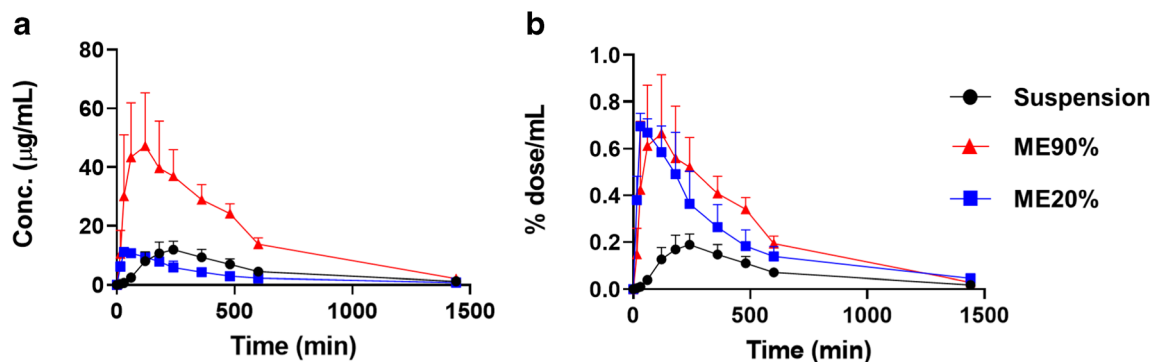 a
80
60
40
20
0
Conc. (μg/mL)
0 500 1000 1500
Time (min)
b
1.0
0.8
0.6
0.4
0.2
0.0
% dose/mL
0 500 1000 1500
Time (min)
Suspension
ME90%
ME20%